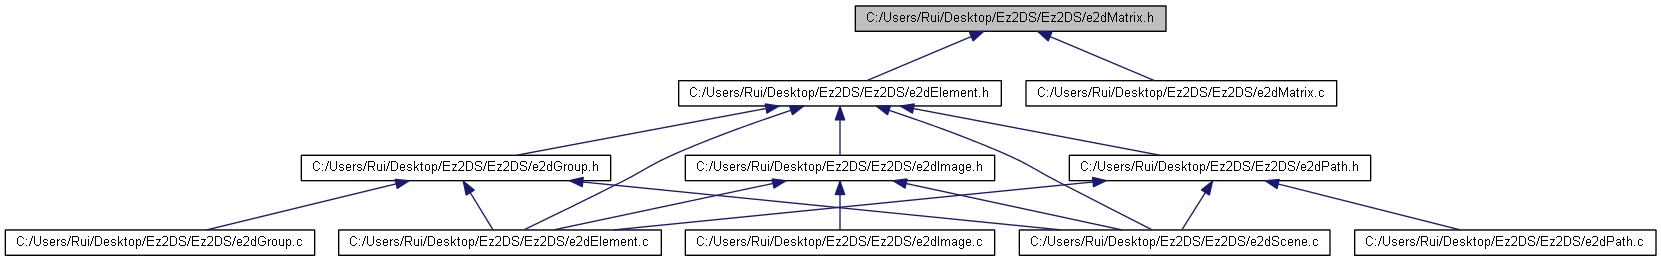 C:/Users/Rui/Desktop/Ez2DS/Ez2DS/e2dMatrix.h
C:/Users/Rui/Desktop/Ez2DS/Ez2DS/e2dElement.h
C:/Users/Rui/Desktop/Ez2DS/Ez2DS/e2dMatrix.c
C:/Users/Rui/Desktop/Ez2DS/Ez2DS/e2dGroup.h
C:/Users/Rui/Desktop/Ez2DS/Ez2DS/e2dImage.h
C:/Users/Rui/Desktop/Ez2DS/Ez2DS/e2dPath.h
C:/Users/Rui/Desktop/Ez2DS/Ez2DS/e2dGroup.c
C:/Users/Rui/Desktop/Ez2DS/Ez2DS/e2dElement.c
C:/Users/Rui/Desktop/Ez2DS/Ez2DS/e2dImage.c
C:/Users/Rui/Desktop/Ez2DS/Ez2DS/e2dScene.c
C:/Users/Rui/Desktop/Ez2DS/Ez2DS/e2dPath.c